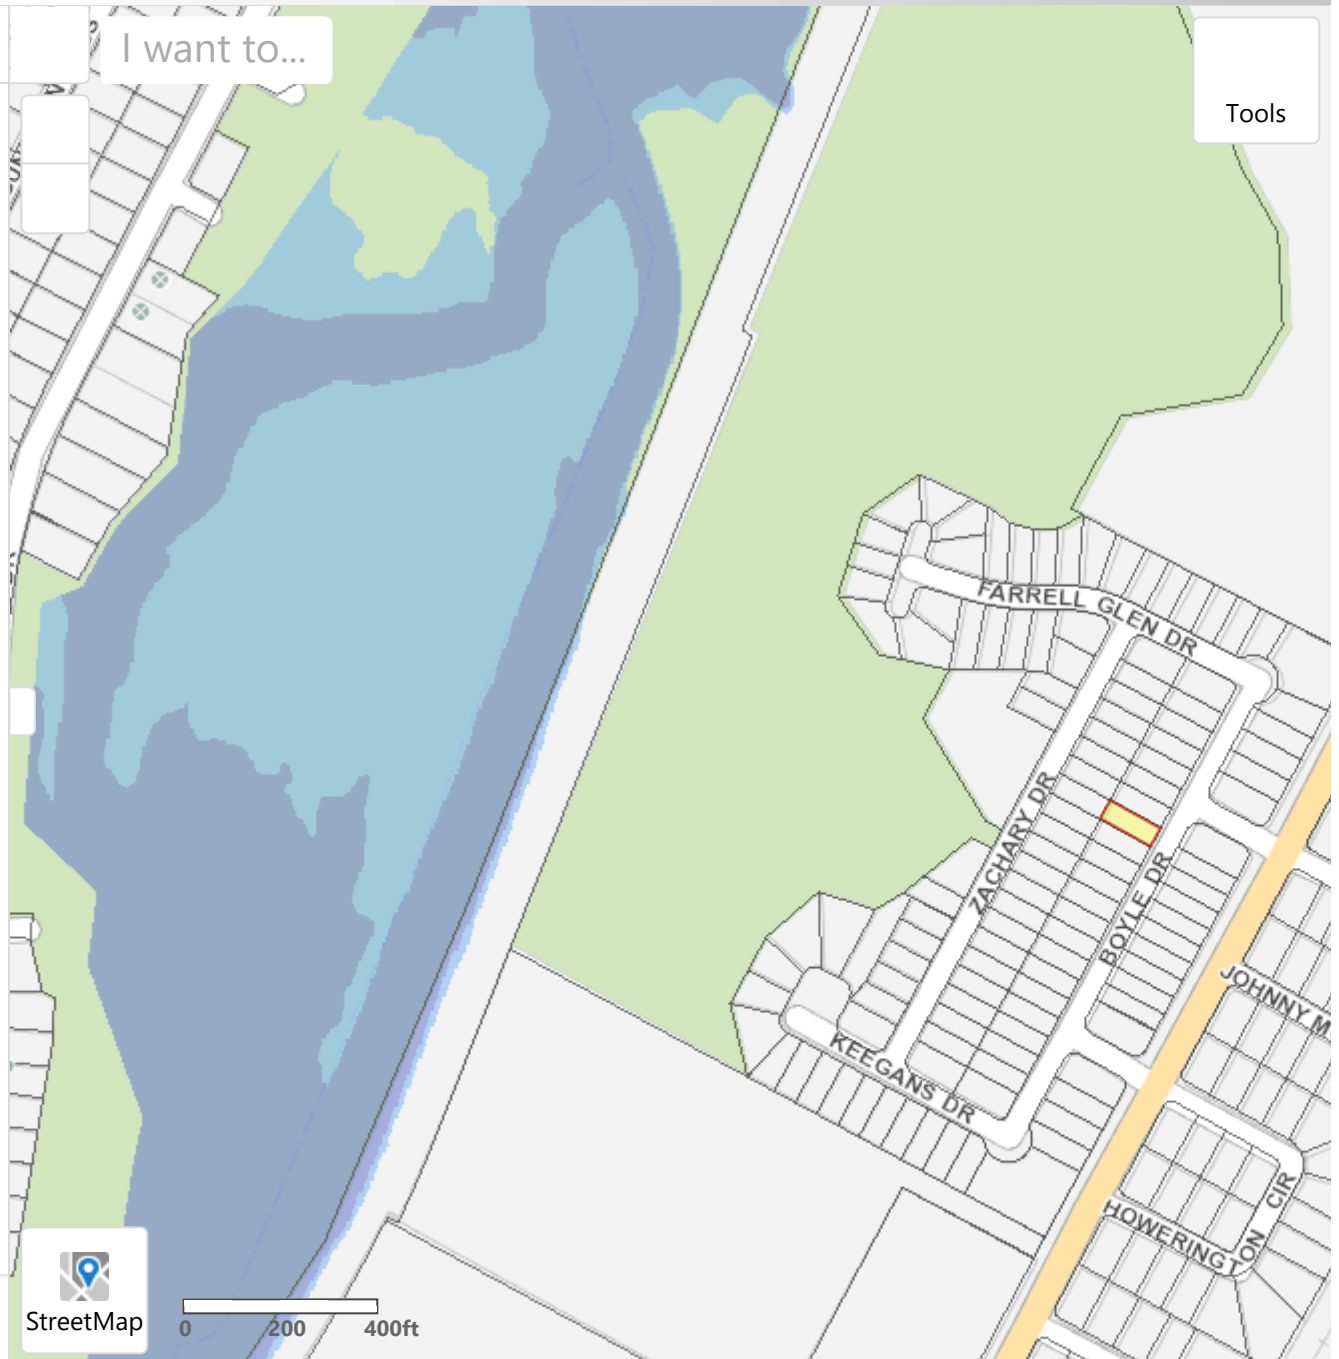 I want to...
Tools
FARRELL GLEN DR
ZACHARY DR
BOYLE DR
JOHNNY M
KEEGANS DR
HOWERINGTON CIR
StreetMap
0 200 400ft